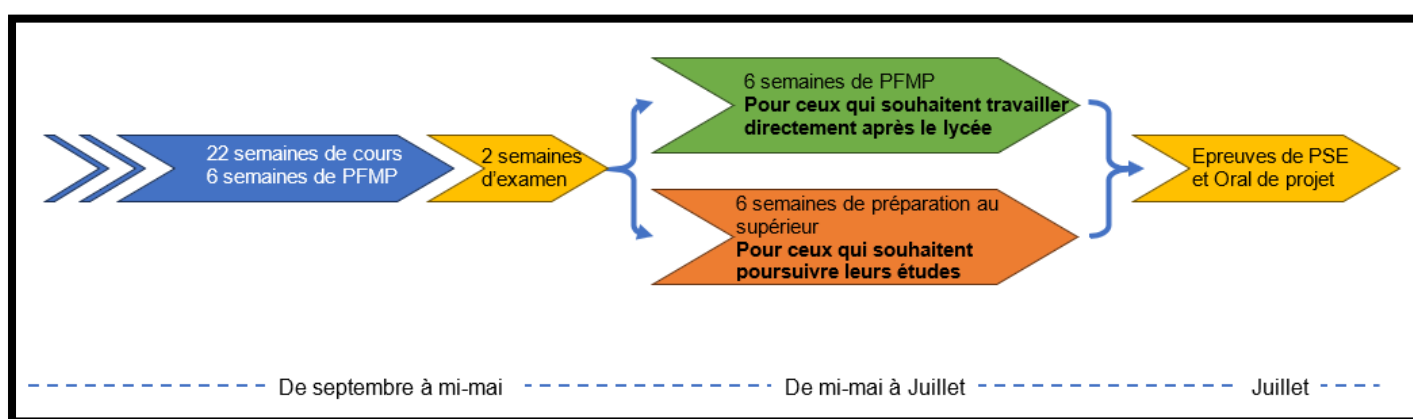 6 semaines de PFMP
Pour ceux qui souhaitent travailler
directement après le lycée
22 semaines de cours
6 semaines de PFMP
2 semaines
d'examen
Epreuves de PSE
et Oral de projet
6 semaines de préparation au
supérieur
Pour ceux qui souhaitent
poursuivre leurs études
De septembre à mi-mai
De mi-mai à Juillet
Juillet